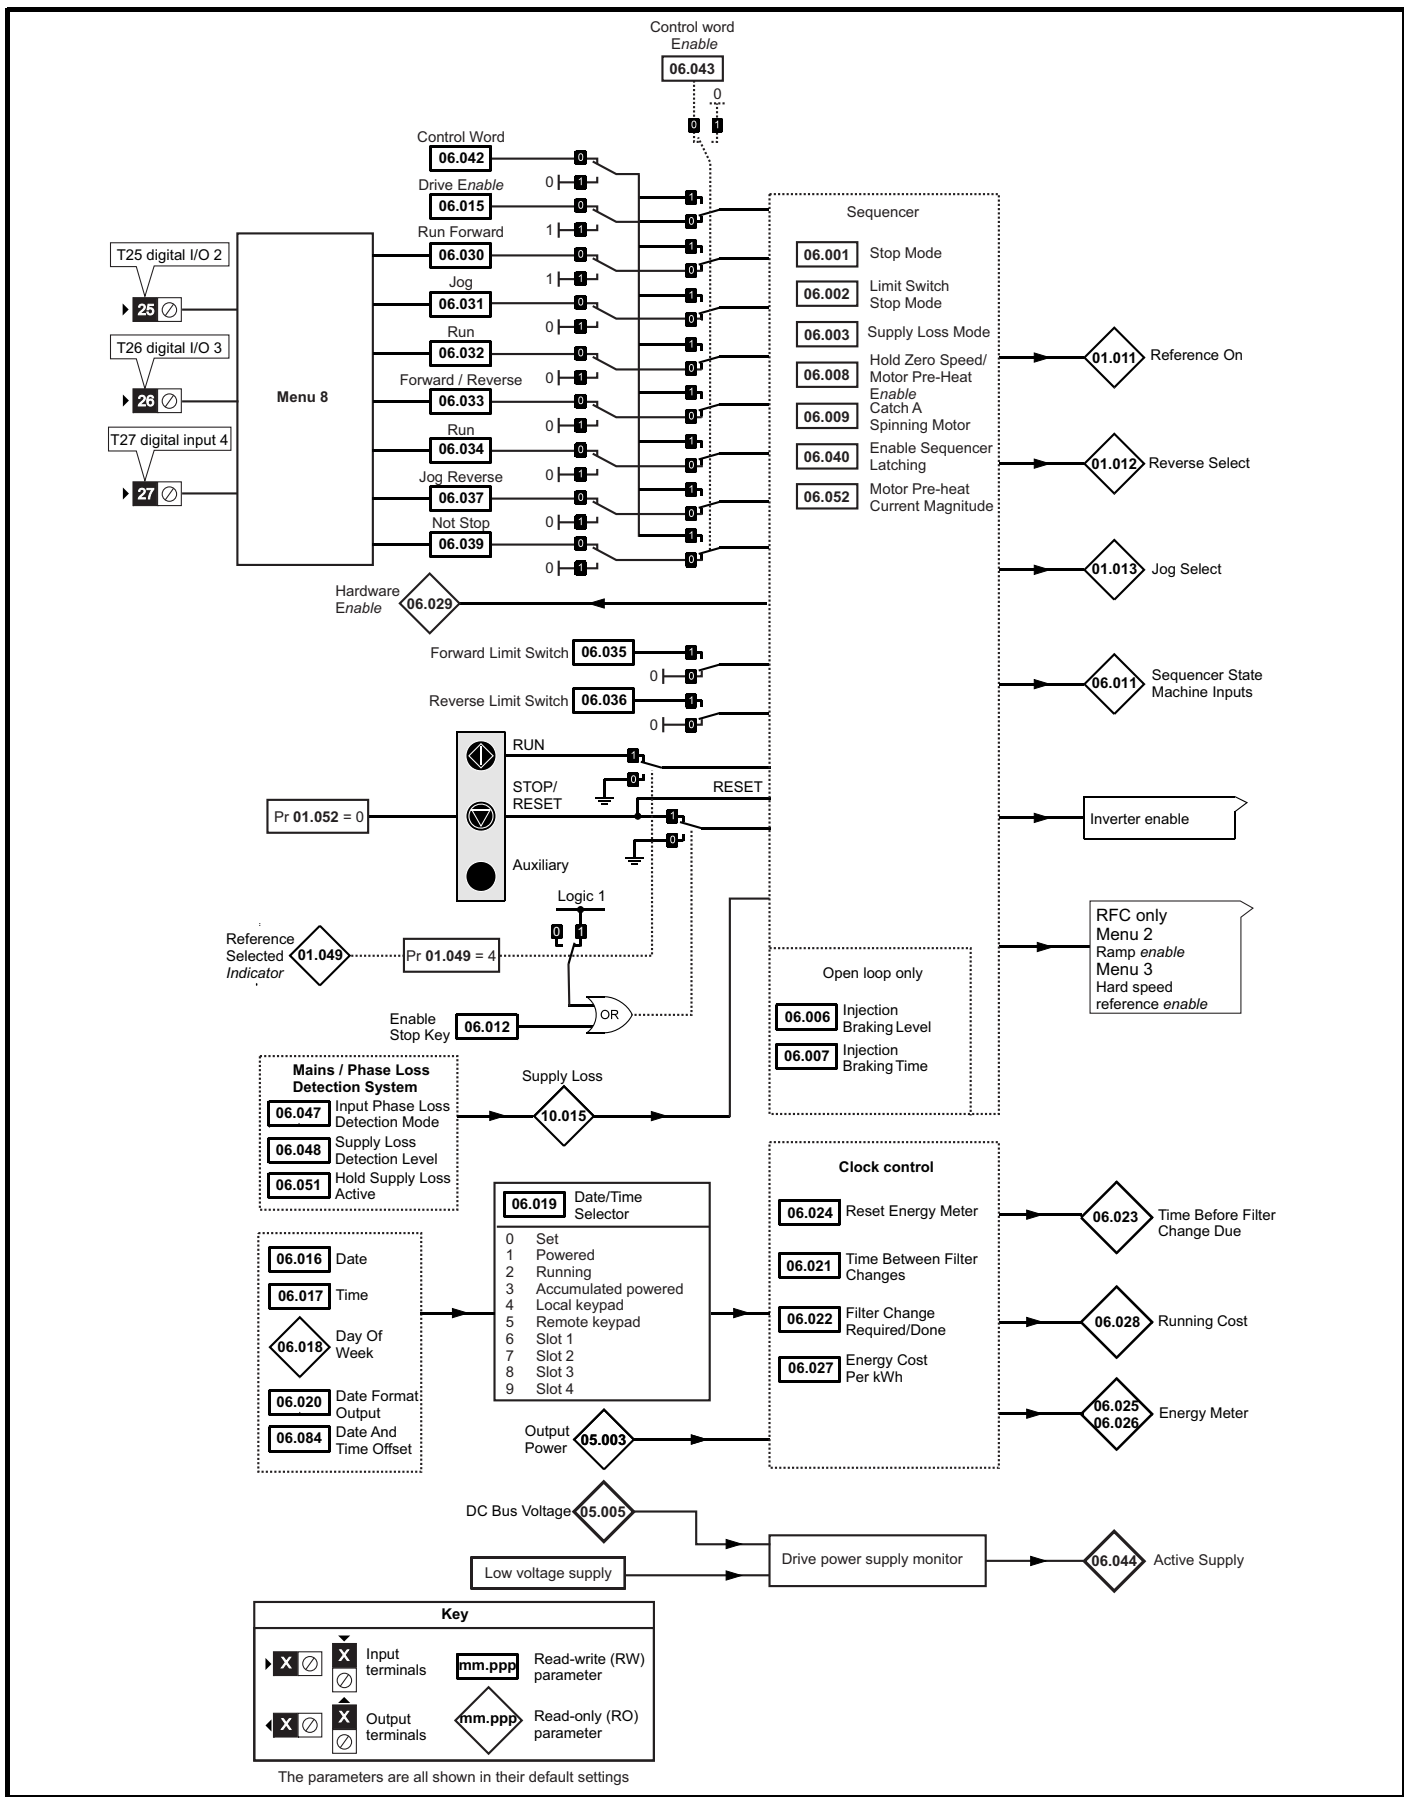 Control word
Enable
06.043
0
0 1
Control Word
06.042
0
0 1
Drive Enable
06.015
0
1 1
1
0
Run Forward
06.030
0
1 1
1
0
Jog
06.031
0
0 1
1
0
Run
06.032
0
0 1
1
0
Forward / Reverse
06.033
0
0 1
1
0
Run
06.034
0
0 1
1
0
Jog Reverse
06.037
0
0 1
1
0
Not Stop
06.039
0
0 1
1
0
T25 digital I/O 2
25
T26 digital I/O 3
26
T27 digital input 4
27
Menu 8
Hardware
Enable
06.029
Forward Limit Switch
06.035
1
0 0
Reverse Limit Switch
06.036
1
0 0
RUN
1
0
STOP/
RESET
RESET
1
0
Auxiliary
Pr 01.052 = 0
Logic 1
0 1
Reference
Selected
Indicator
01.049
Pr 01.049 = 4
OR
Enable
Stop Key
06.012
Sequencer
06.001 Stop Mode
06.002 Limit Switch
Stop Mode
06.003 Supply Loss Mode
06.008 Hold Zero Speed/
Motor Pre-Heat
Enable
06.009 Catch A
Spinning Motor
06.040 Enable Sequencer
Latching
06.052 Motor Pre-heat
Current Magnitude
Open loop only
06.006 Injection
Braking Level
06.007 Injection
Braking Time
01.011 Reference On
01.012 Reverse Select
01.013 Jog Select
06.011 Sequencer State
Machine Inputs
Inverter enable
RFC only
Menu 2
Ramp enable
Menu 3
Hard speed
reference enable
Mains / Phase Loss
Detection System
06.047 Input Phase Loss
Detection Mode
06.048 Supply Loss
Detection Level
06.051 Hold Supply Loss
Active
Supply Loss
10.015
06.016 Date
06.017 Time
06.018 Day Of
Week
06.020 Date Format
Output
06.084 Date And
Time Offset
06.019 Date/Time
Selector
0 Set
1 Powered
2 Running
3 Accumulated powered
4 Local keypad
5 Remote keypad
6 Slot 1
7 Slot 2
8 Slot 3
9 Slot 4
Output
Power
05.003
Clock control
06.024 Reset Energy Meter
06.021 Time Between Filter
Changes
06.022 Filter Change
Required/Done
06.027 Energy Cost
Per kWh
06.023 Time Before Filter
Change Due
06.028 Running Cost
06.025
06.026
Energy Meter
DC Bus Voltage
05.005
Low voltage supply
Drive power supply monitor
06.044 Active Supply
Key
X X Input
terminals
X X Output
terminals
mm.ppp Read-write (RW)
parameter
mm.ppp Read-only (RO)
parameter
The parameters are all shown in their default settings